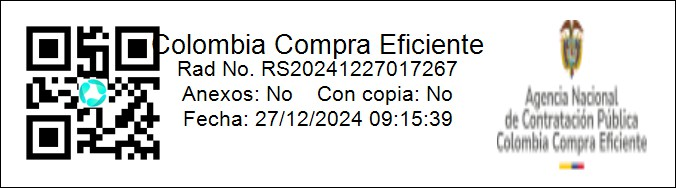 Colombia Compra Eficiente
Rad No. RS20241227017267
Anexos: No Con copia: No
Fecha: 27/12/2024 09:15:39
Agencia Nacional
de Contratación Pública
Colombia Compra Eficiente